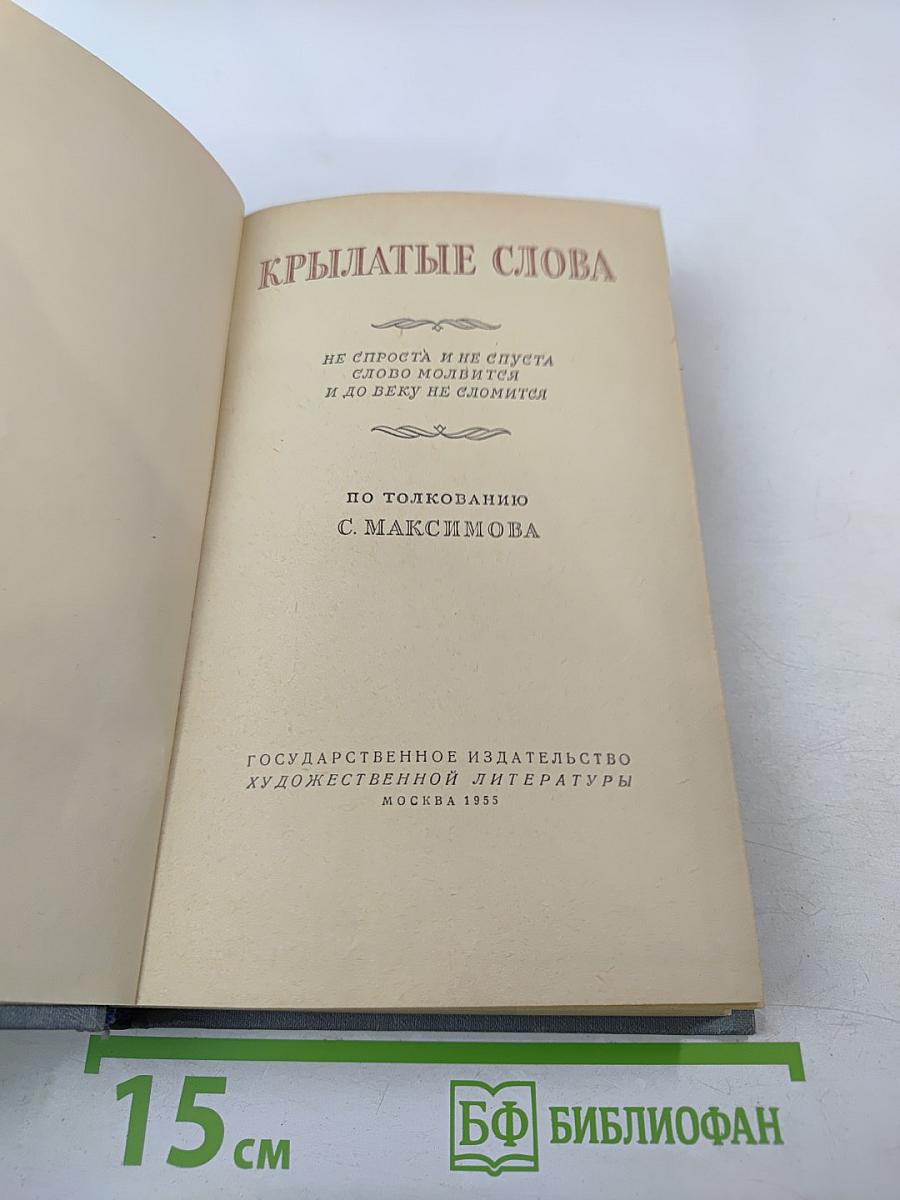 КРЫЛАТЫЕ СЛОВА
НЕ СПРОСТА́ И НЕ СПУСТА
СЛОВО МОЛВИТСЯ
И ДО ВЕКУ НЕ СЛОМИТСЯ
ПО ТОЛКОВАНИЮ
С. МАКСИМОВА
ГОСУДАРСТВЕННОЕ ИЗДАТЕЛЬСТВО
ХУДОЖЕСТВЕННОЙ ЛИТЕРАТУРЫ
МОСКВА 1955
15 см
БФ БИБЛИОФАН